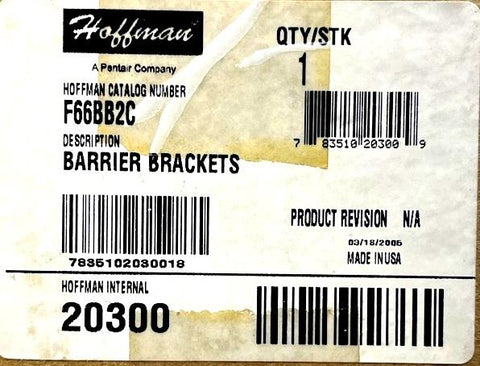 Hoffman
A Pentair Company
QTY/STK
1
HOFFMAN CATALOG NUMBER
F66BB2C
7 83510 20300 9
DESCRIPTION
BARRIER BRACKETS
7835102030018
PRODUCT REVISION N/A
03/18/2005
MADE IN USA
HOFFMAN INTERNAL
20300